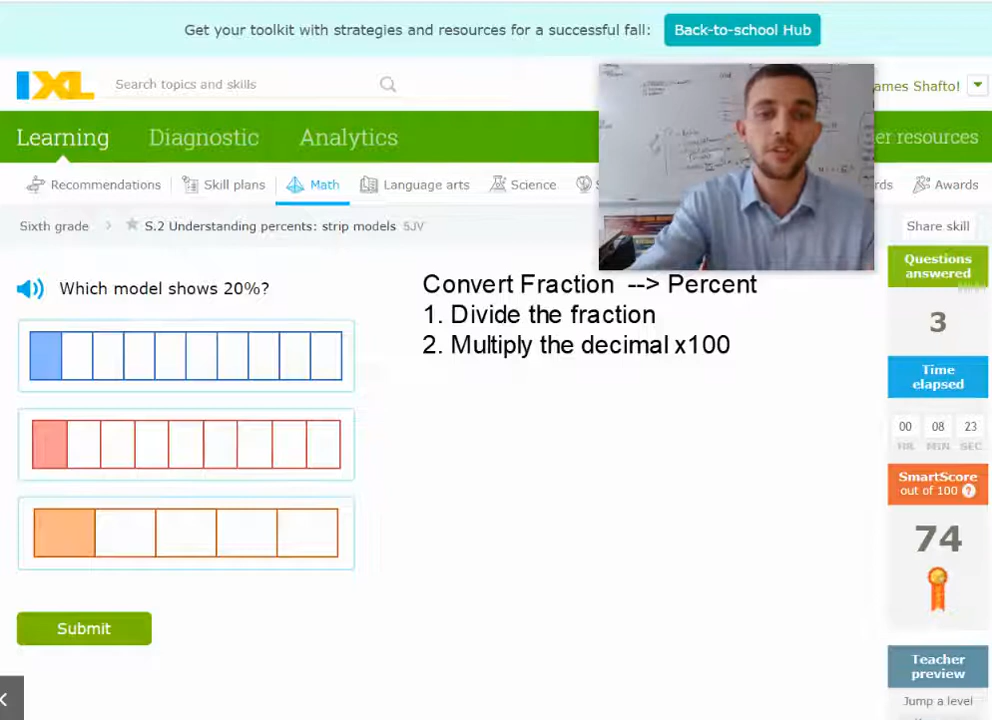 Get your toolkit with strategies and resources for a successful fall: Back-to-school Hub
IXL Search topics and skills
ames Shafto!
Learning Diagnostic Analytics
er resources
Recommendations Skill plans Math Language arts Science
rds Awards
Sixth grade > S.2 Understanding percents: strip models 5JV
Share skill
Which model shows 20%?
Convert Fraction --> Percent
1. Divide the fraction
2. Multiply the decimal x100
Submit
Questions
answered
3
Time
elapsed
00 08 23
HR MIN SEC
SmartScore
out of 100 ?
74
Teacher
preview
Jump a level